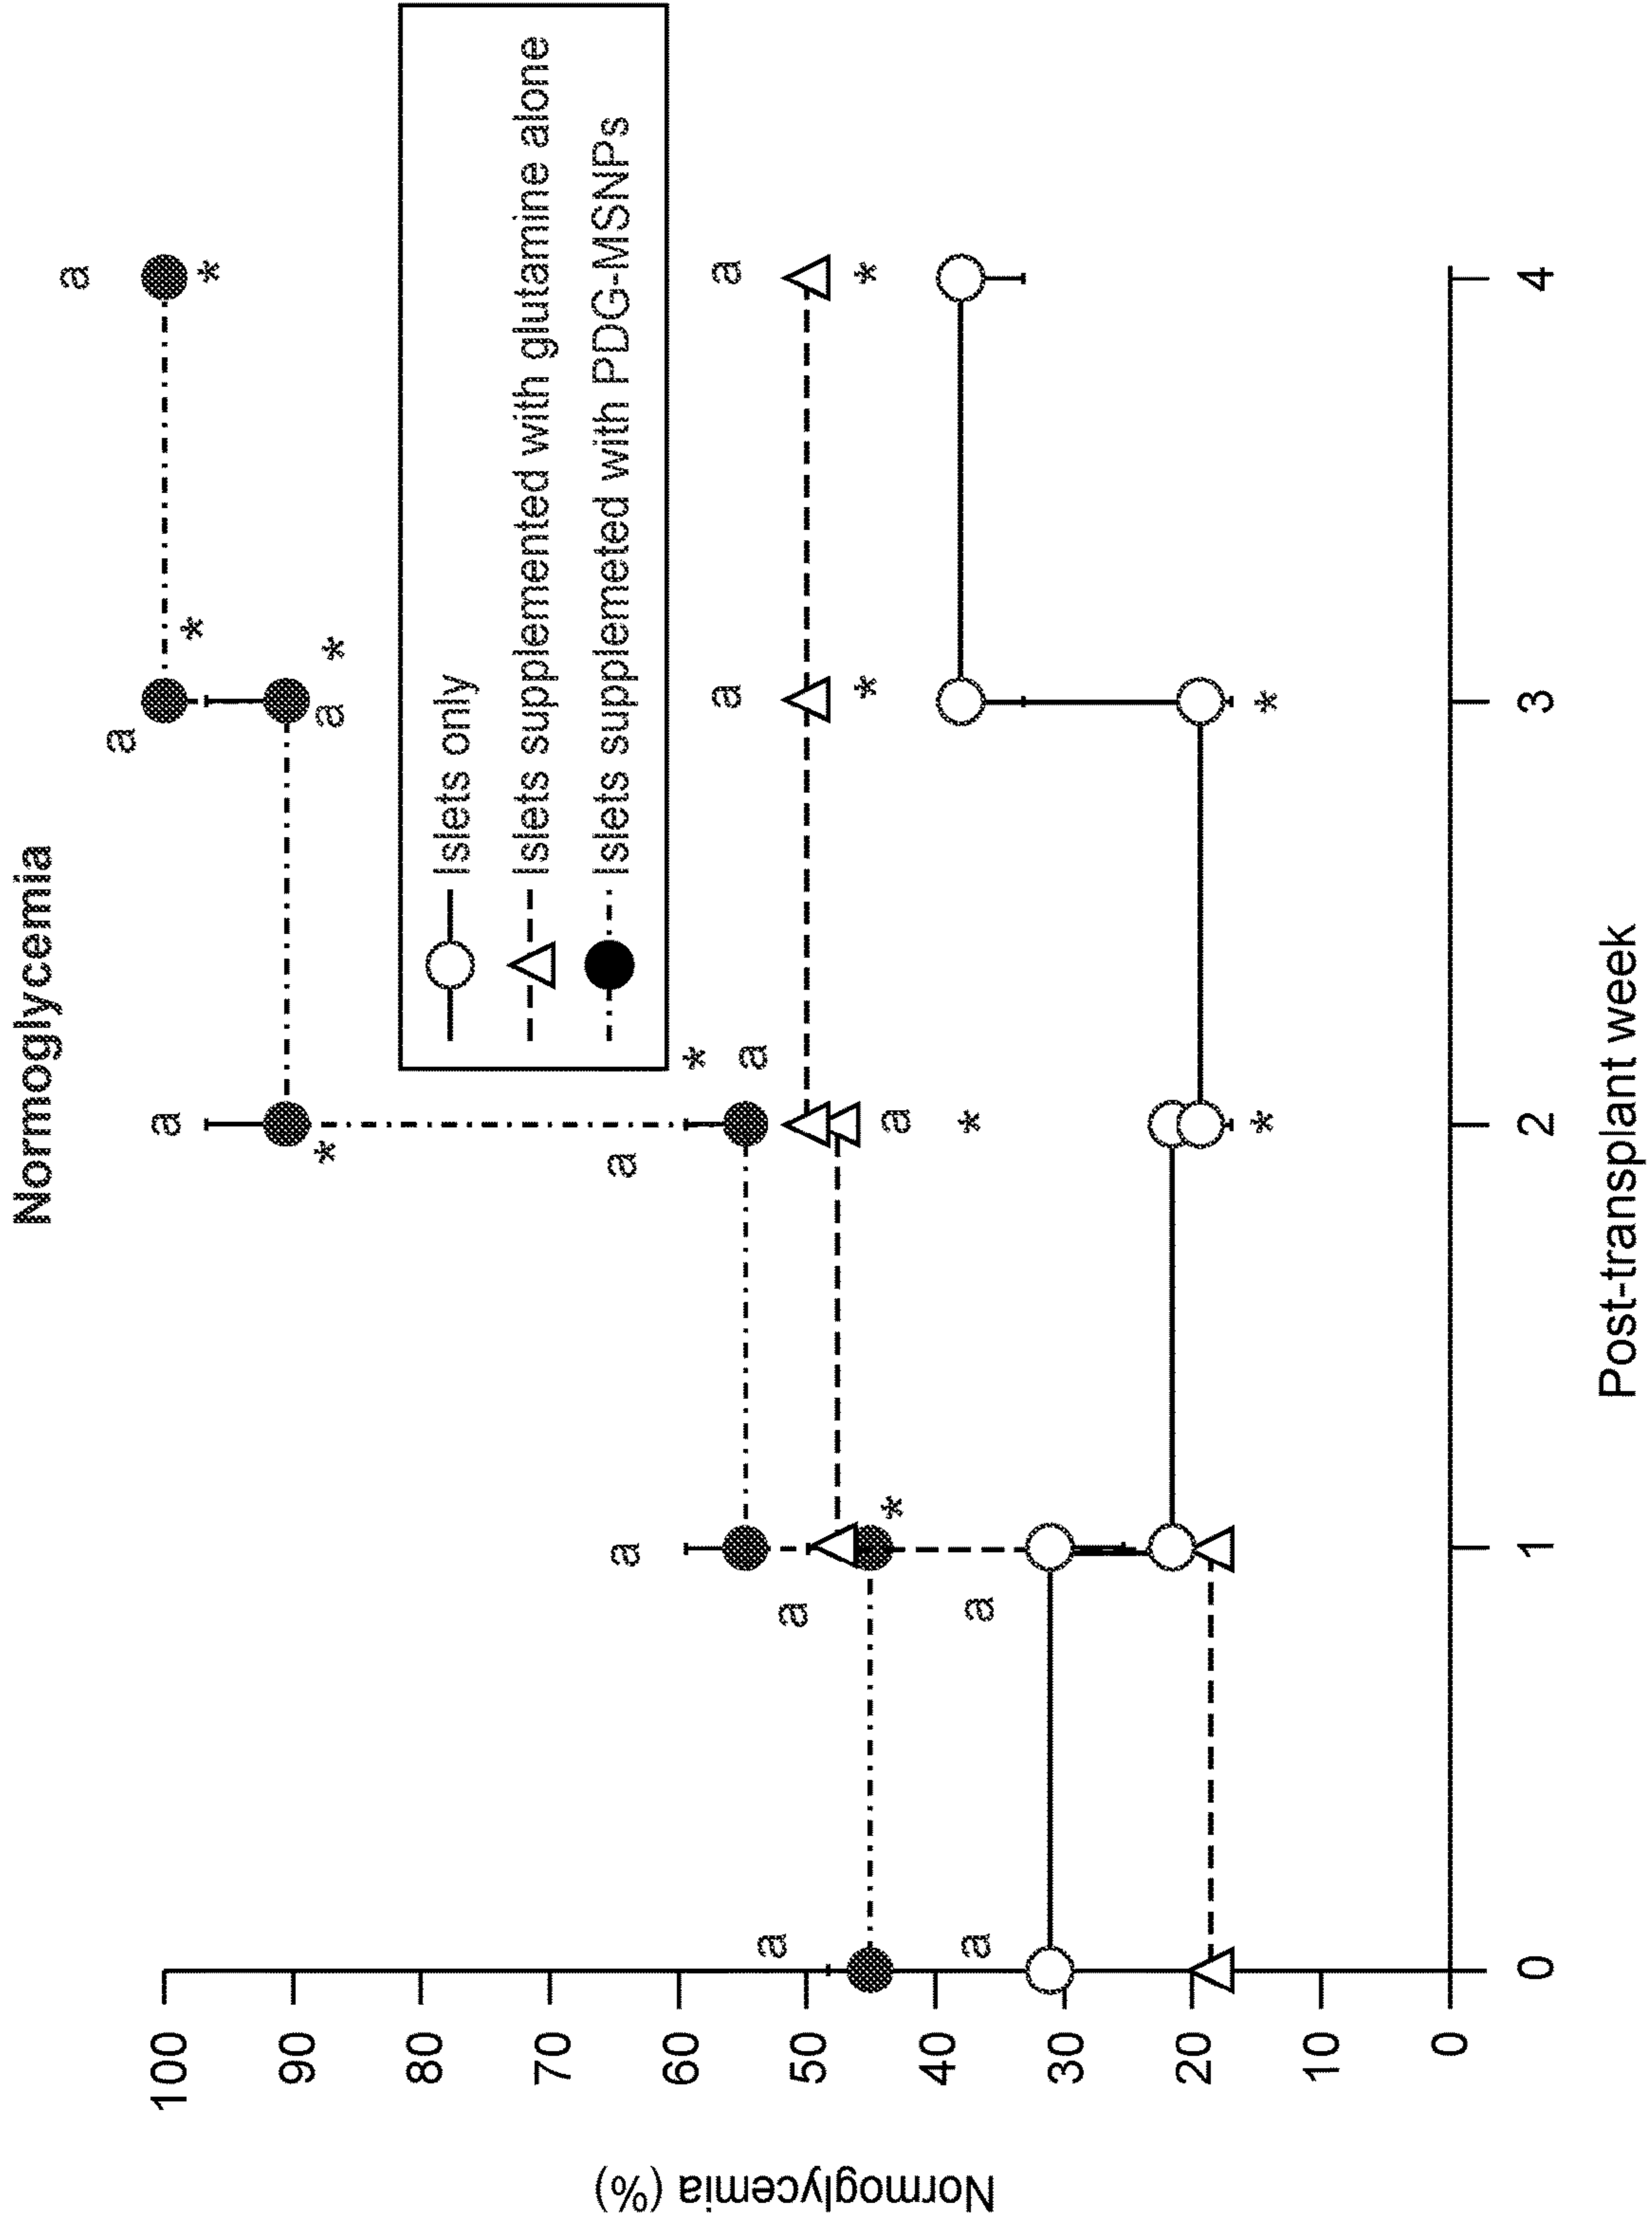 Normoglycemia
Normoglycemia (%)
a
a
a
100
*
*
90
*
a
*
80
Islets only
Islets supplemented with glutamine alone
70
Islets supplemeted with PDG-MSNPs
a
a
60
*
a
a
a
a
a
50
*
*
*
a
40
*
a
a
30
20
*
*
10
0
0 1 2 3 4
Post-transplant week